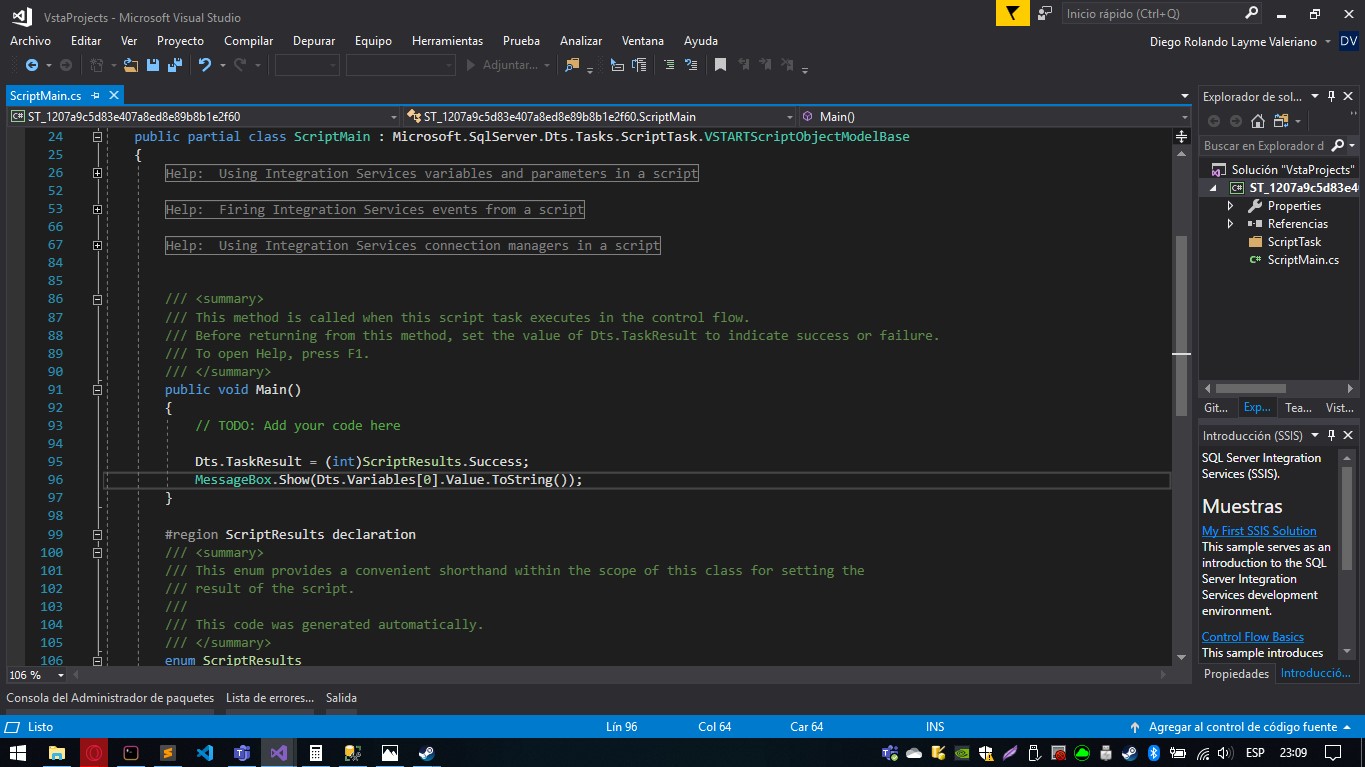 VstaProjects - Microsoft Visual Studio
Inicio rápido (Ctrl+Q)
Archivo Editar Ver Proyecto Compilar Depurar Equipo Herramientas Prueba Analizar Ventana Ayuda
Diego Rolando Layme Valeriano DV
Adjuntar...
ScriptMain.cs
ST_1207a9c5d83e407a8ed8e89b8b1e2f60 ST_1207a9c5d83e407a8ed8e89b8b1e2f60.ScriptMain Main()
24 public partial class ScriptMain : Microsoft.SqlServer.Dts.Tasks.ScriptTask.VSTARTScriptObjectModelBase
25 {
26 Help: Using Integration Services variables and parameters in a script
52
53 Help: Firing Integration Services events from a script
66
67 Help: Using Integration Services connection managers in a script
84
85
86 /// <summary>
87 /// This method is called when this script task executes in the control flow.
88 /// Before returning from this method, set the value of Dts.TaskResult to indicate success or failure.
89 /// To open Help, press F1.
90 /// </summary>
91 public void Main()
92 {
93 // TODO: Add your code here
94
95 Dts.TaskResult = (int)ScriptResults.Success;
96 MessageBox.Show(Dts.Variables[0].Value.ToString());
97 }
98
99 #region ScriptResults declaration
100 /// <summary>
101 /// This enum provides a convenient shorthand within the scope of this class for setting the
102 /// result of the script.
103 ///
104 /// This code was generated automatically.
105 /// </summary>
106 enum ScriptResults
106 %
Explorador de sol...
Buscar en Explorador d
Solución "VstaProjects"
ST_1207a9c5d83e40
Properties
Referencias
ScriptTask
C# ScriptMain.cs
Git... Exp... Tea... Vist...
Introducción (SSIS)
SQL Server Integration
Services (SSIS).
Muestras
My First SSIS Solution
This sample serves as an
introduction to the SQL
Server Integration
Services development
environment.
Control Flow Basics
This sample introduces
Propiedades Introducció...
Consola del Administrador de paquetes Lista de errores... Salida
Listo Lín 96 Col 64 Car 64 INS Agregar al control de código fuente
ESP 23:09